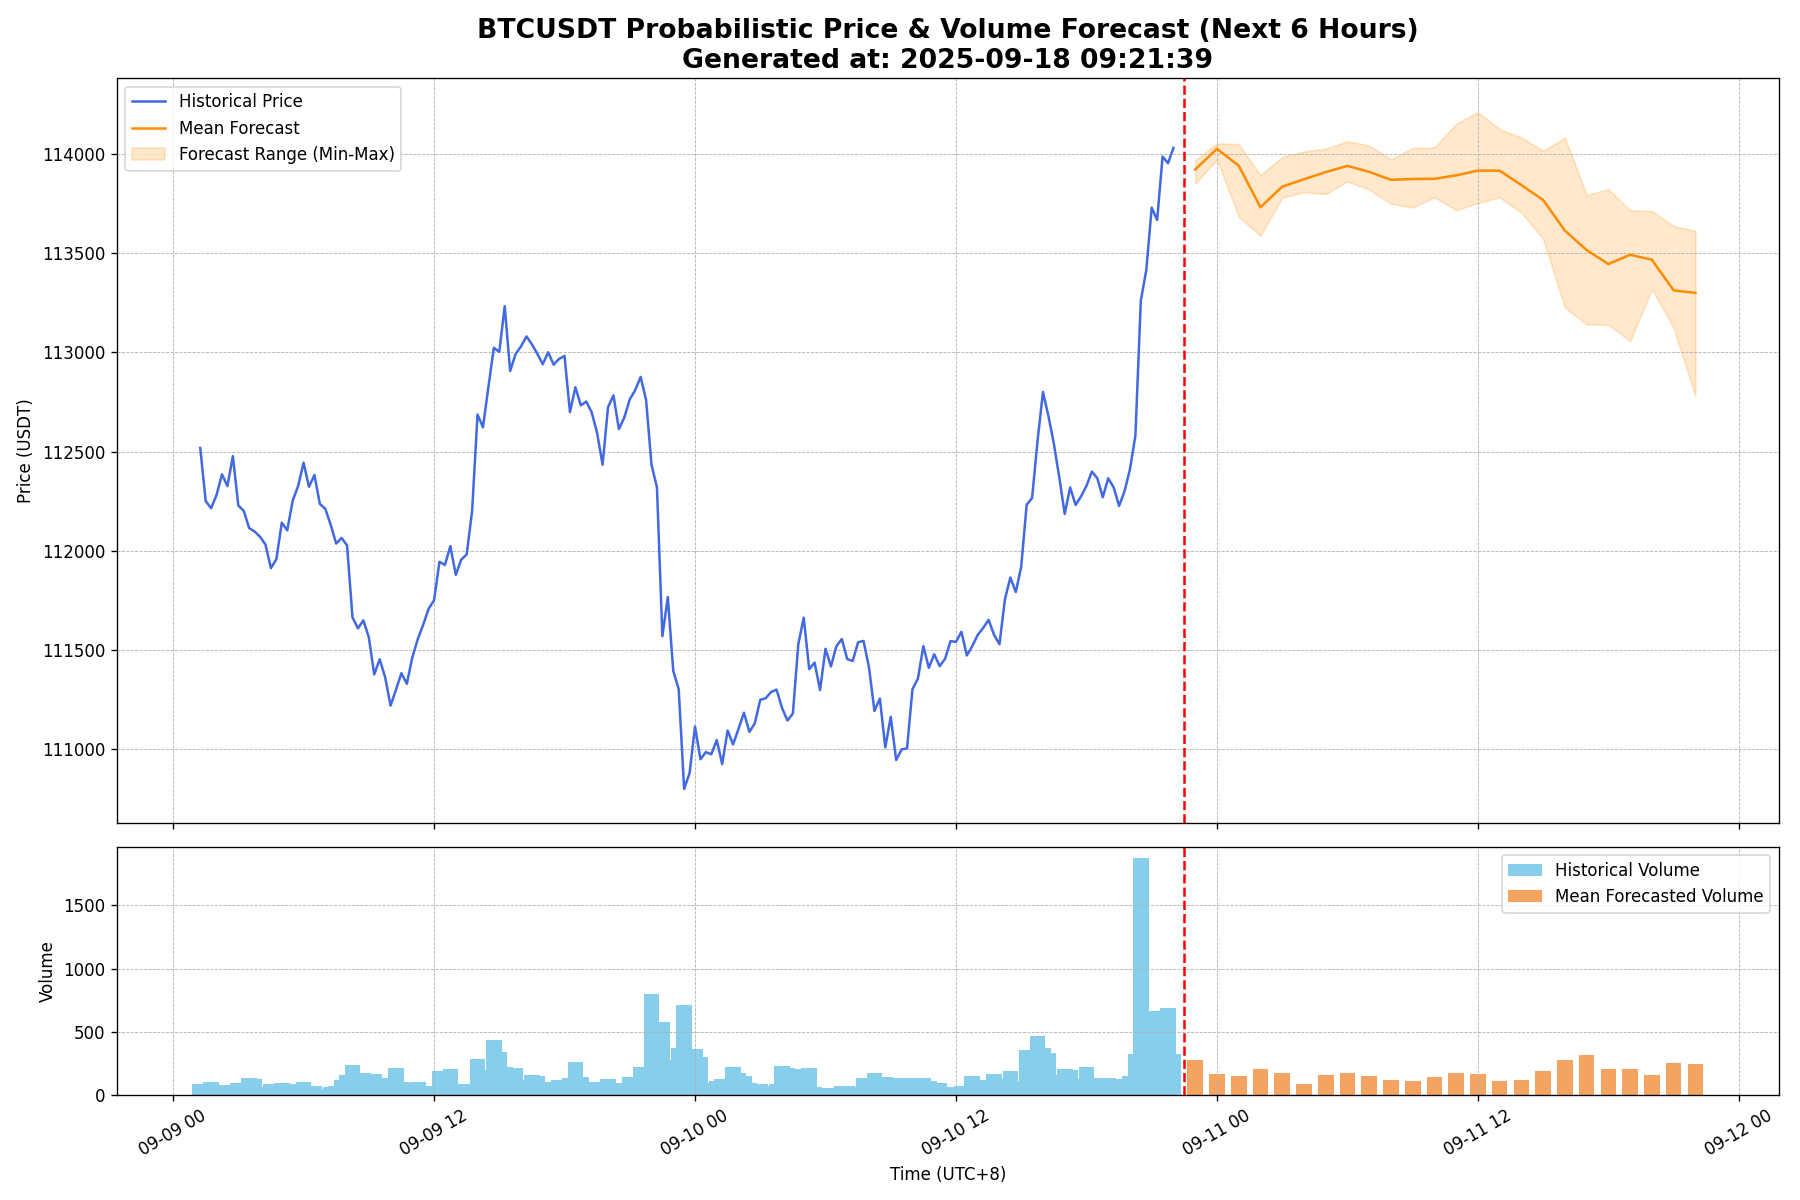 BTCUSDT Probabilistic Price & Volume Forecast (Next 6 Hours)
Generated at: 2025-09-18 09:21:39
Historical Price
Mean Forecast
Forecast Range (Min-Max)
Price (USDT)
114000
113500
113000
112500
112000
111500
111000
Historical Volume
Mean Forecasted Volume
Volume
1500
1000
500
0
09-09 00
09-09 12
09-10 00
09-10 12
09-11 00
09-11 12
09-12 00
Time (UTC+8)